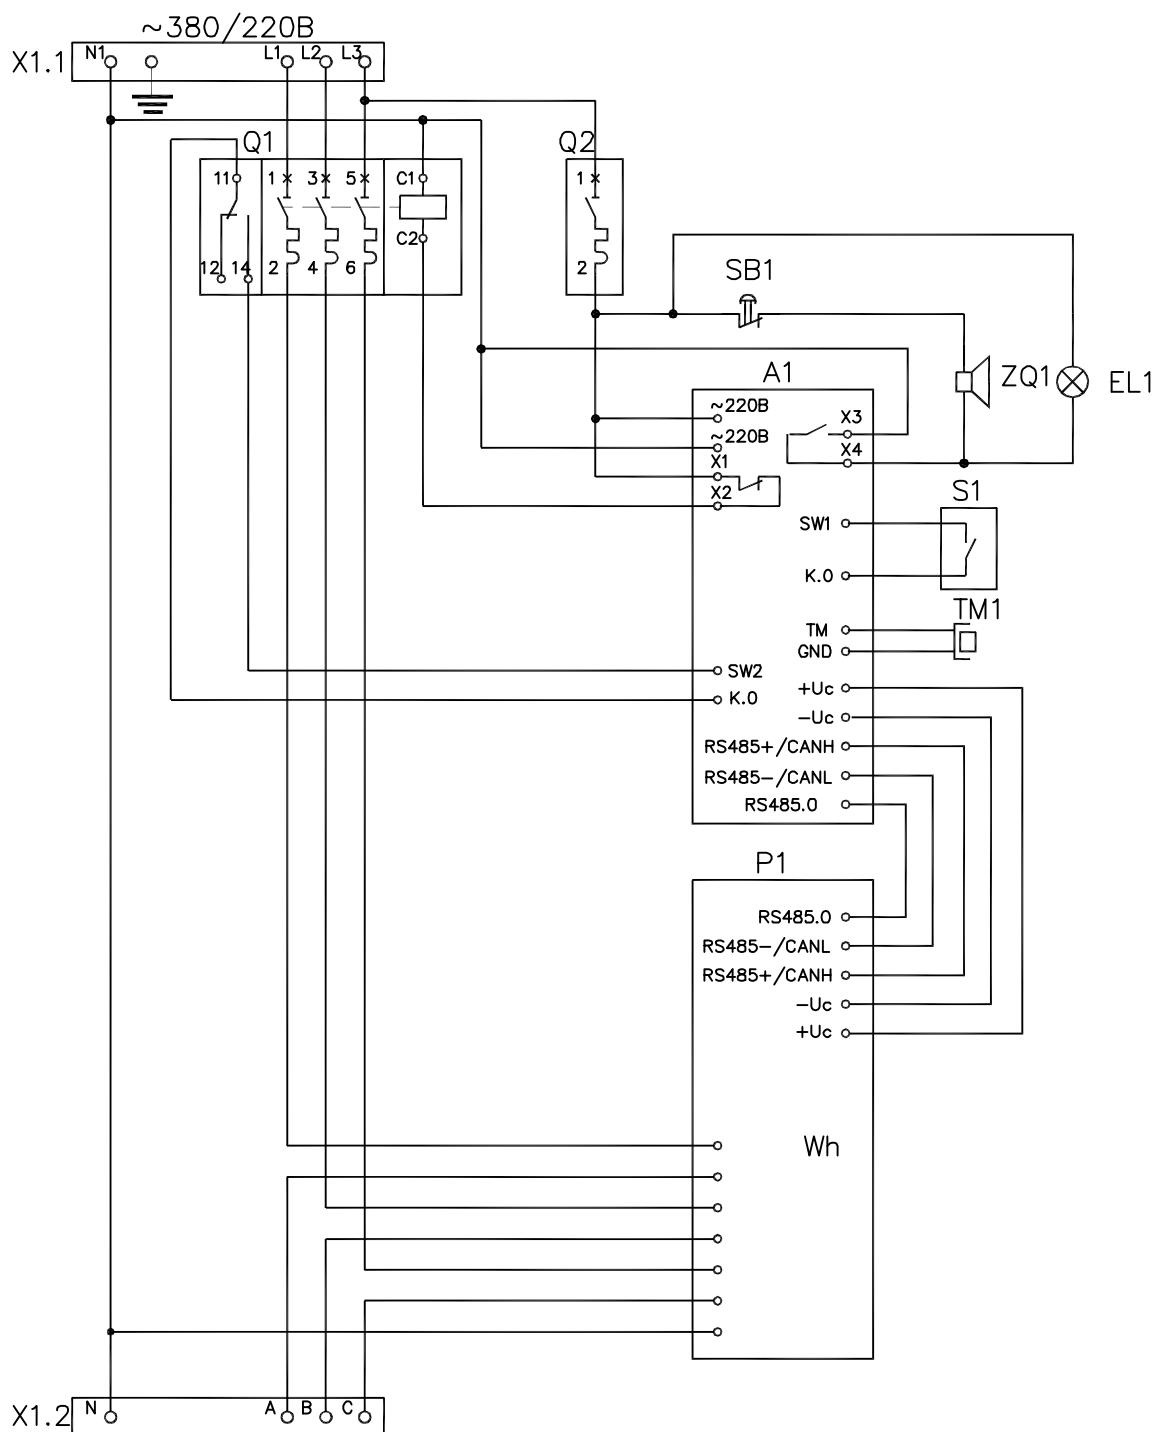 ~380/220В
X1.1
N1 L1 L2 L3
Q1 Q2
11 1 3 5 C1 1
C2
12 14 2 4 6 2
SB1
A1 ZQ1 EL1
~220В X3
~220В X4
X1
X2
S1
SW1
K.0
TM1
TM
GND
SW2
+Uc
K.0
-Uc
RS485+/CANH
RS485-/CANL
RS485.0
P1
RS485.0
RS485-/CANL
RS485+/CANH
-Uc
+Uc
Wh
X1.2 N A B C